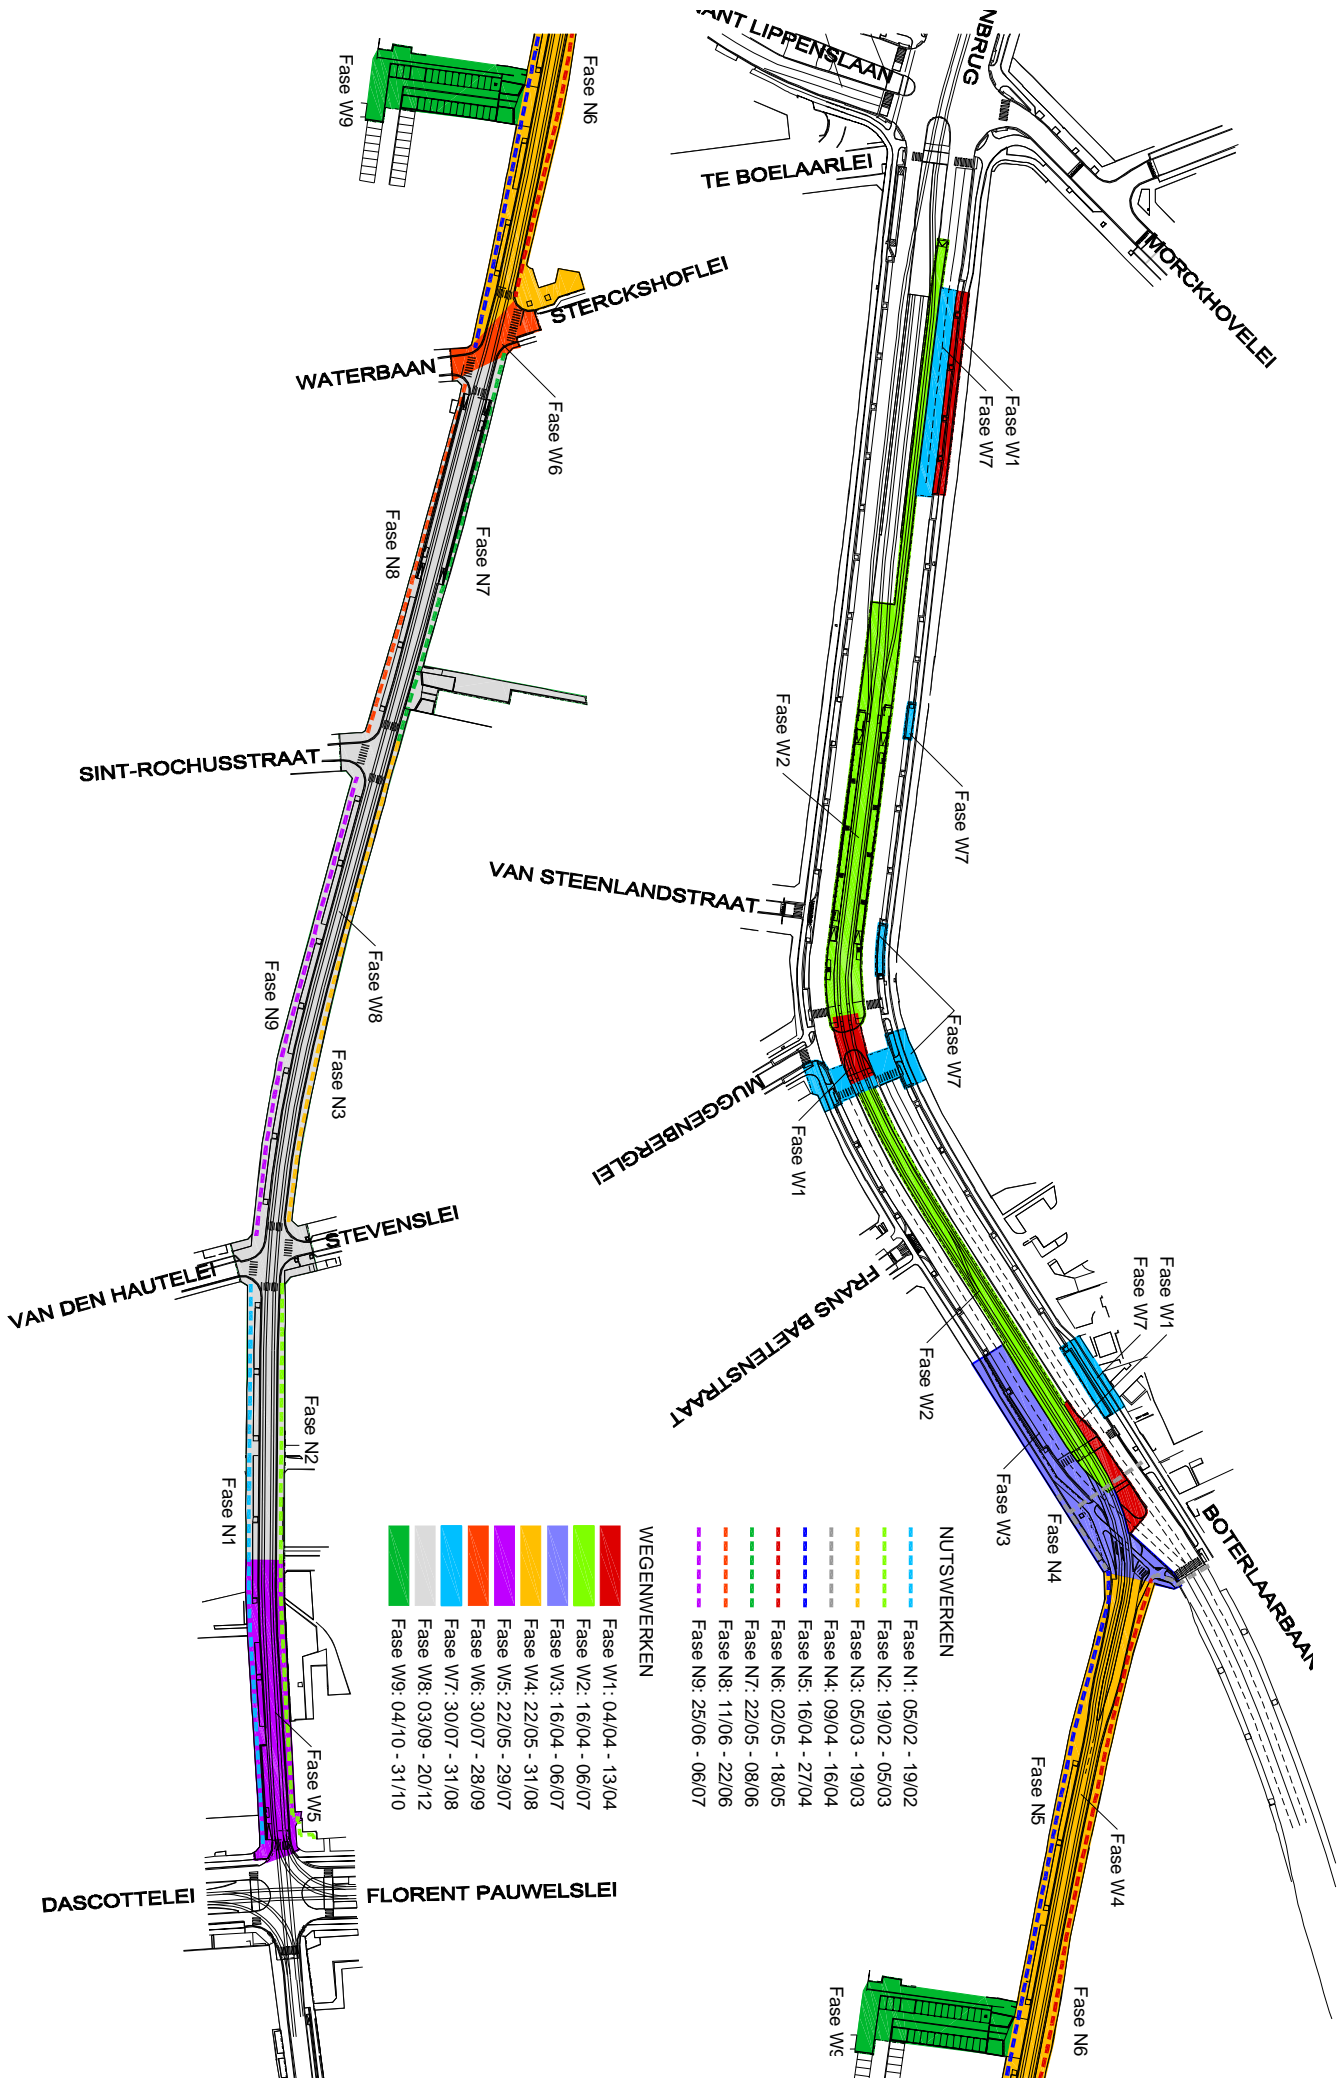 NBRUG
ANT LIPPENSLAAN
TE BOELAARLEI
MORCKHOVELEI
Fase W1
Fase W7
Fase W2
Fase W7
VAN STEENLANDSTRAAT
Fase W7
MUGGENBERGLEI
Fase W1
FRANS BAETENSTRAAT
Fase W2
Fase W1
Fase W7
Fase W3
Fase N4
BOTERLAARBAAN
Fase N5
Fase W4
Fase N6
Fase W9
Fase W9
Fase N6
STERCKSHOFLEI
WATERBAAN
Fase W6
Fase N8
Fase N7
SINT-ROCHUSSTRAAT
Fase W8
Fase N9
Fase N3
STEVENSLEI
VAN DEN HAUTELEI
Fase N2
Fase N1
Fase W5
DASCOTTELEI
FLORENT PAUWELSLEI
NUTSWERKEN
Fase N1: 05/02 - 19/02
Fase N2: 19/02 - 05/03
Fase N3: 05/03 - 19/03
Fase N4: 09/04 - 16/04
Fase N5: 16/04 - 27/04
Fase N6: 02/05 - 18/05
Fase N7: 22/05 - 08/06
Fase N8: 11/06 - 22/06
Fase N9: 25/06 - 06/07
WEGENWERKEN
Fase W1: 04/04 - 13/04
Fase W2: 16/04 - 06/07
Fase W3: 16/04 - 06/07
Fase W4: 22/05 - 31/08
Fase W5: 22/05 - 29/07
Fase W6: 30/07 - 28/09
Fase W7: 30/07 - 31/08
Fase W8: 03/09 - 20/12
Fase W9: 04/10 - 31/10